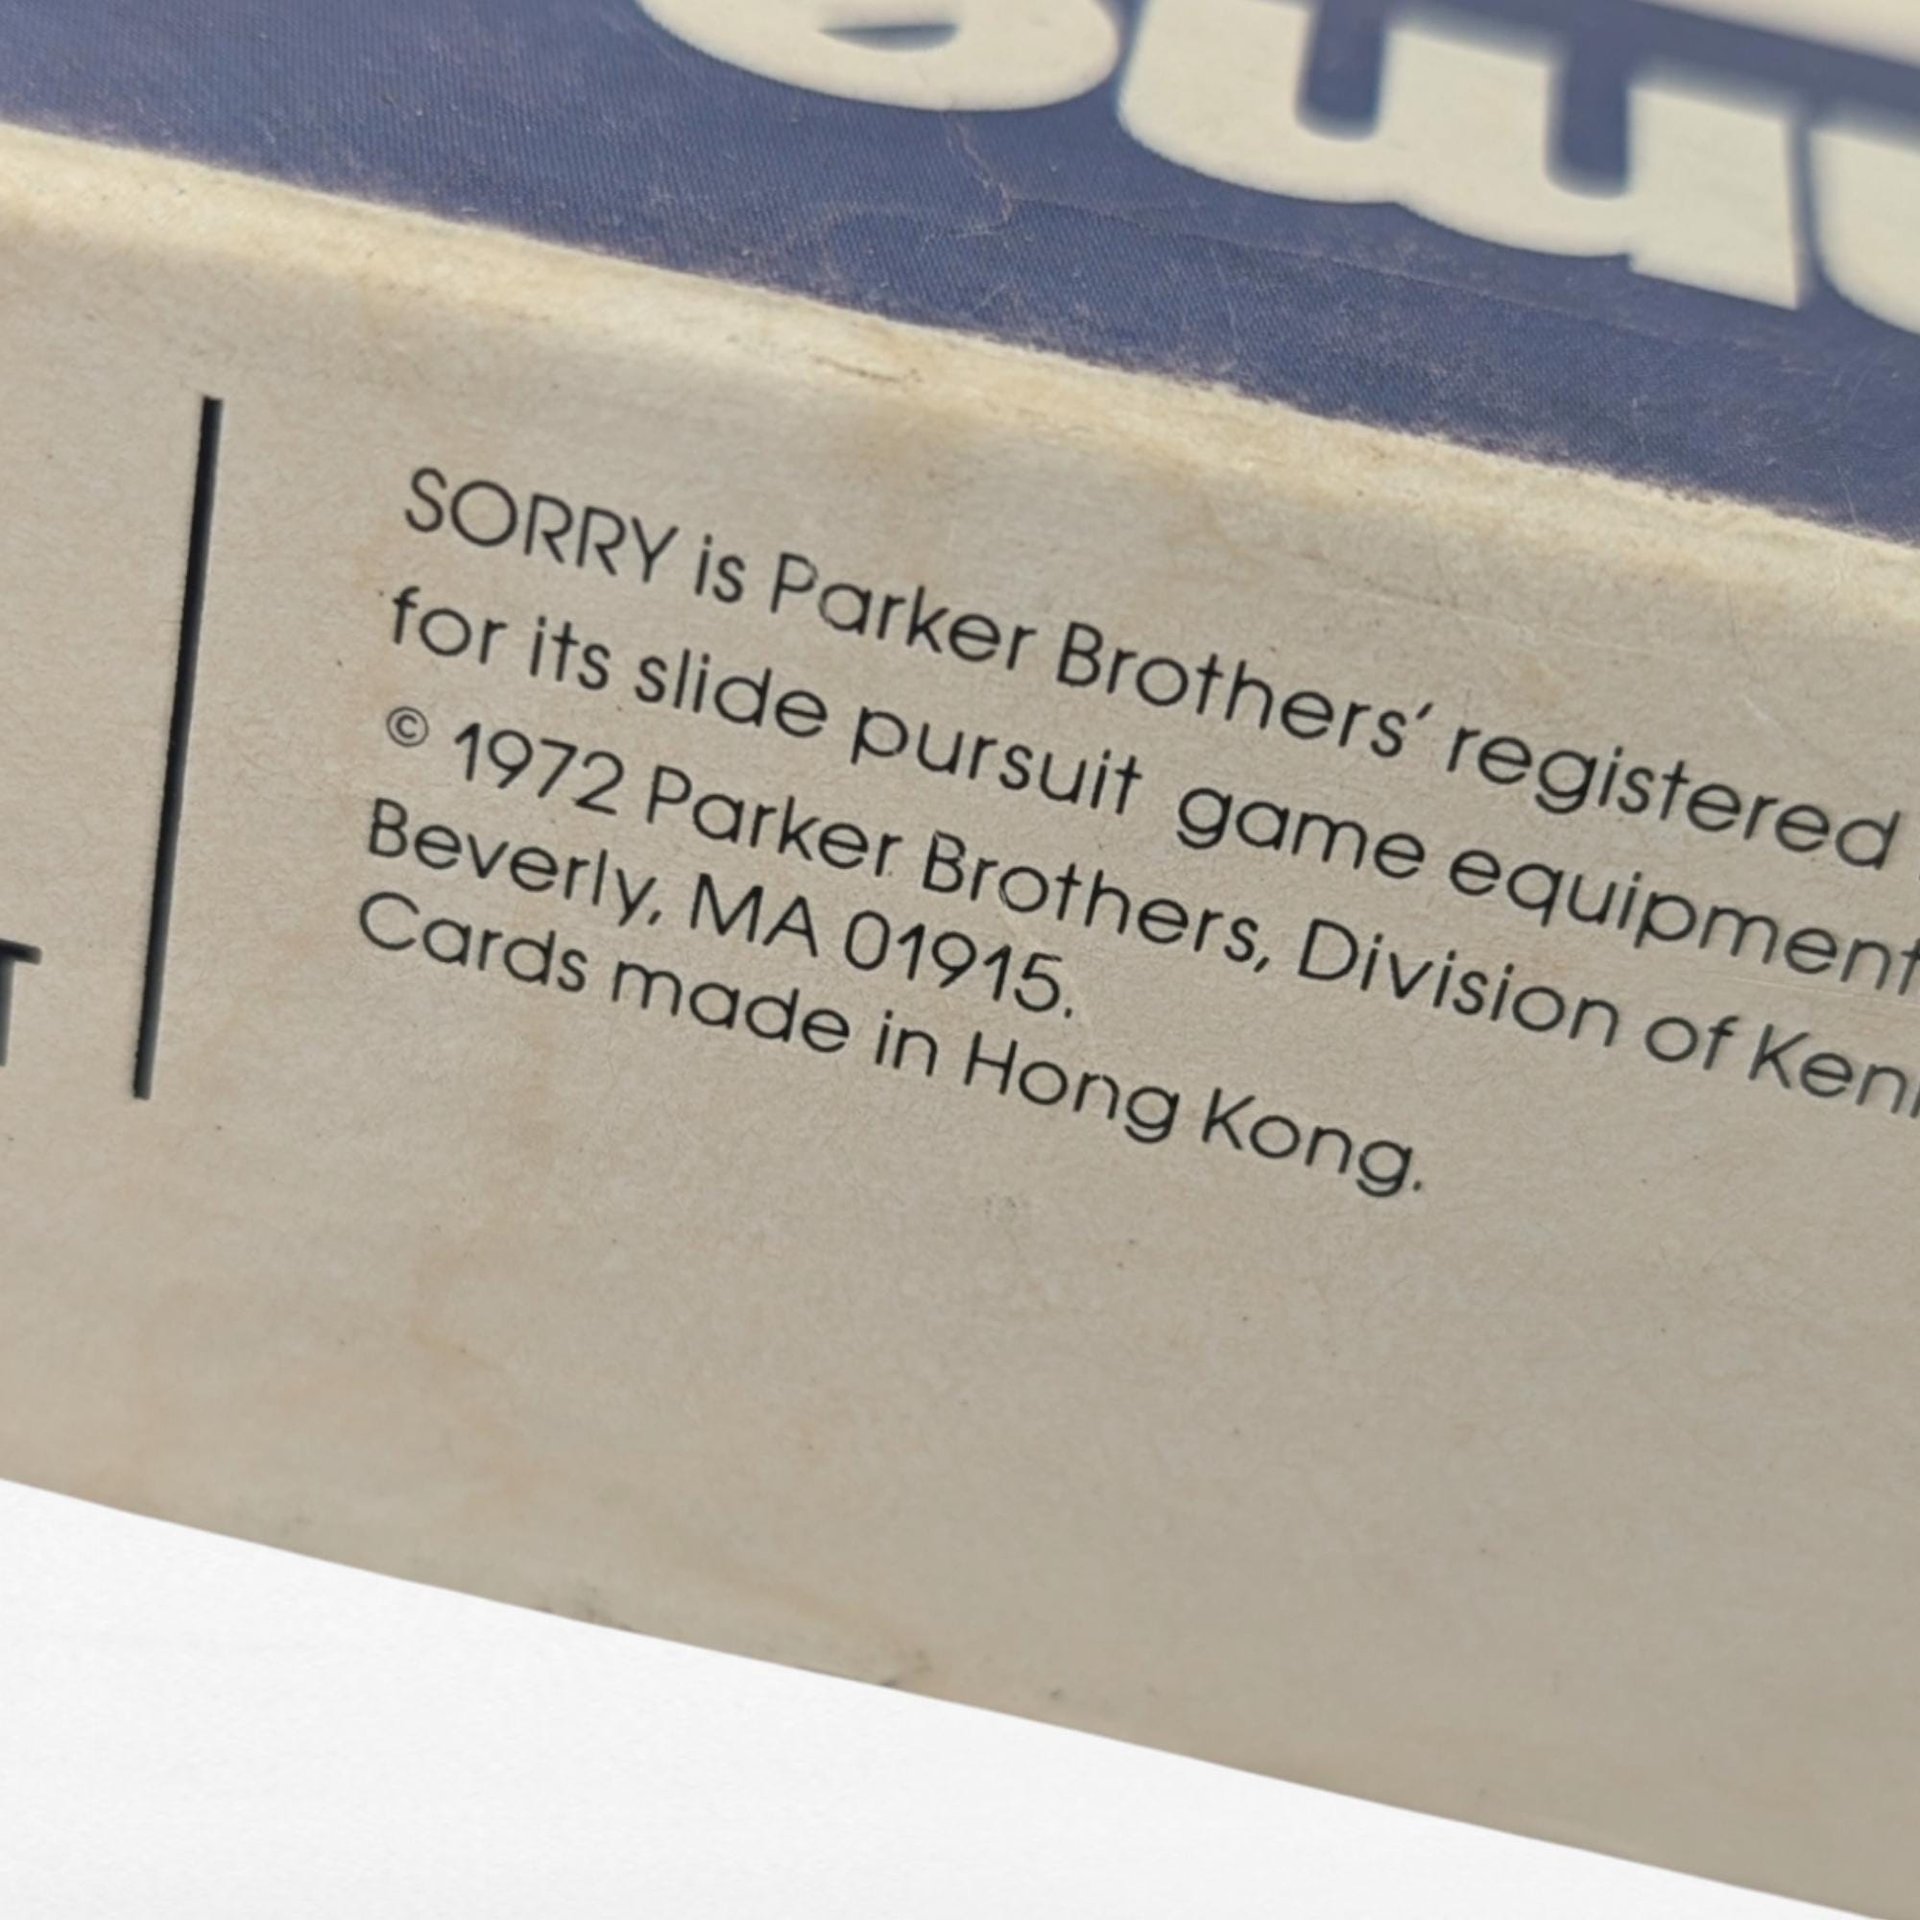 SORRY is Parker Brothers’ registered
for its slide pursuit game equipment
© 1972 Parker Brothers, Division of
Beverly, MA 01915.
Cards made in Hong Kong.